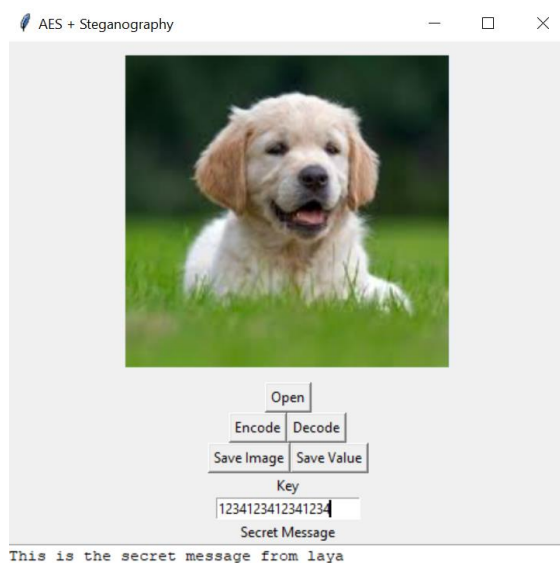 AES + Steganography
Open
Encode Decode
Save Image Save Value
Key
1234123412341234
Secret Message
This is the secret message from laya